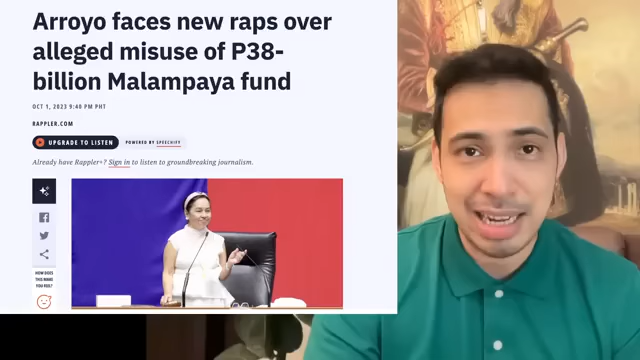 Arroyo faces new raps over
alleged misuse of P38-
billion Malampaya fund
OCT 1, 2023 9:40 PM PHT
RAPPLER.COM
UPGRADE TO LISTEN
POWERED BY SPEECHIFY
Already have Rappler+? Sign in to listen to groundbreaking journalism.
HOW DOES
THIS MAKE
YOU FEEL?